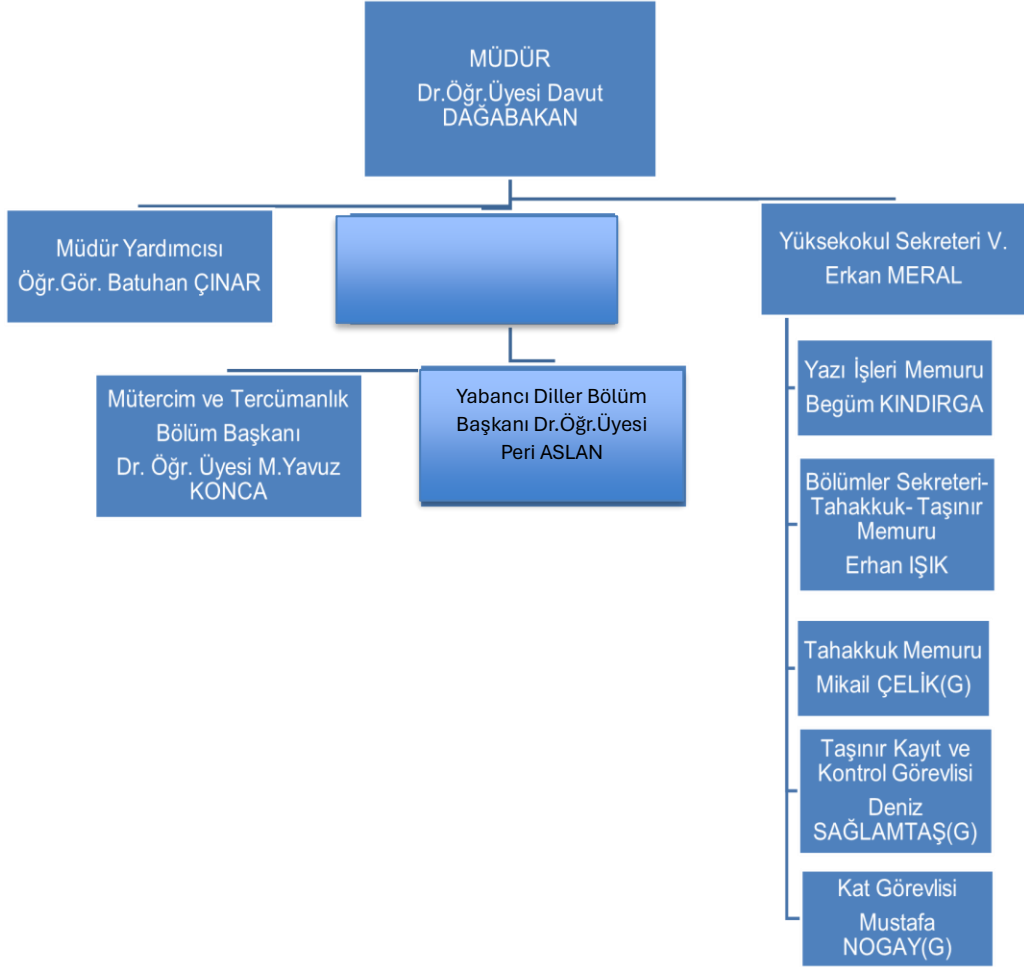 MÜDÜR
Dr.Öğr.Üyesi Davut
DAĞABAKAN
Müdür Yardımcısı
Öğr.Gör. Batuhan ÇINAR
Yüksekokul Sekreteri V.
Erkan MERAL
Mütercim ve Tercümanlık
Bölüm Başkanı
Dr. Öğr. Üyesi M.Yavuz
KONCA
Yabancı Diller Bölüm
Başkanı Dr.Öğr.Üyesi
Peri ASLAN
Yazı İşleri Memuru
Begüm KINDIRGA
Bölümler Sekreteri-
Tahakkuk- Taşınır
Memuru
Erhan IŞIK
Tahakkuk Memuru
Mikail ÇELİK(G)
Taşınır Kayıt ve
Kontrol Görevlisi
Deniz
SAĞLAMTAŞ(G)
Kat Görevlisi
Mustafa
NOGAY(G)